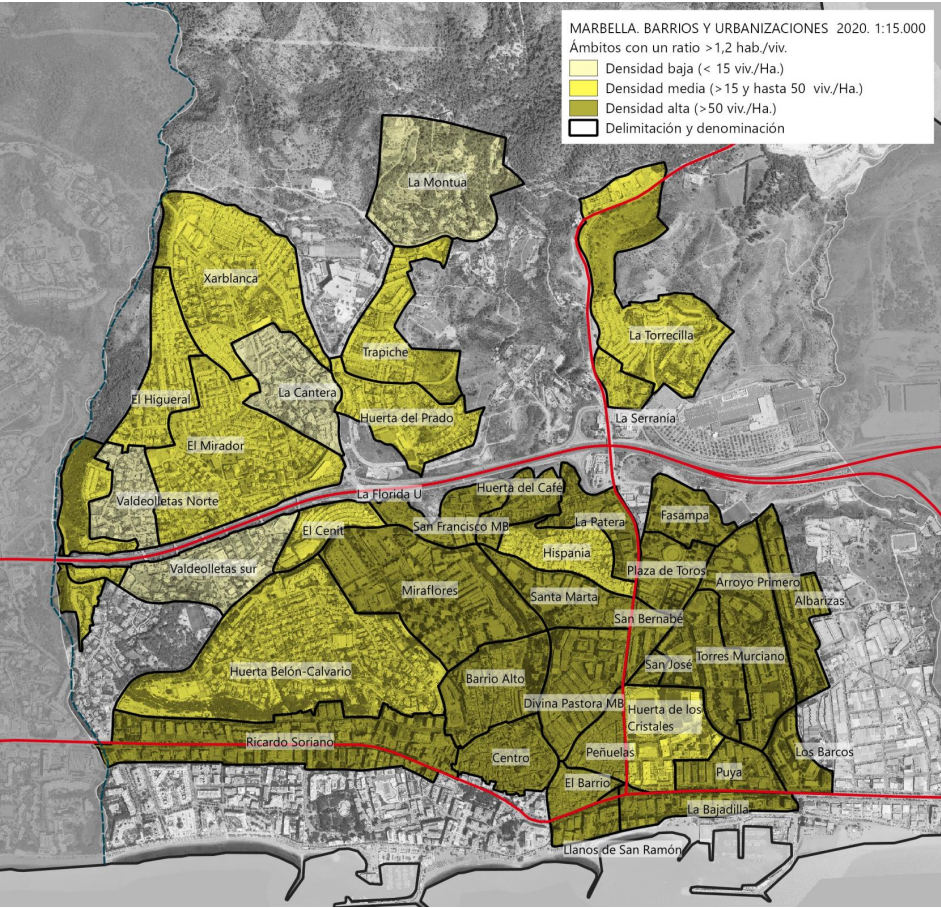 MARBELLA. BARRIOS Y URBANIZACIONES 2020. 1:15.000
Ámbitos con un ratio >1,2 hab./viv.
Densidad baja (< 15 viv./Ha.)
Densidad media (>15 y hasta 50 viv./Ha.)
Densidad alta (>50 viv./Ha.)
Delimitación y denominación
La Montua
Xarblanca
La Torrecilla
Trapiche
La Cantera
El Higueral
Huerta del Prado
La Serranía
El Mirador
Huerta del Café
La Florida U
Valdeolletas Norte
Fasampa
San Francisco MB
La Patera
El Cenit
Hispania
Valdeolletas sur
Plaza de Toros
Arroyo Primero
Miraflores
Santa Marta
Albarizas
San Bernabé
Torres Murciano
San José
Huerta Belón-Calvario
Barrio Alto
Divina Pastora MB
Huerta de los
Cristales
Ricardo Soriano
Peñuelas
Los Barcos
Centro
Puya
El Barrio
La Bajadilla
Llanos de San Ramón